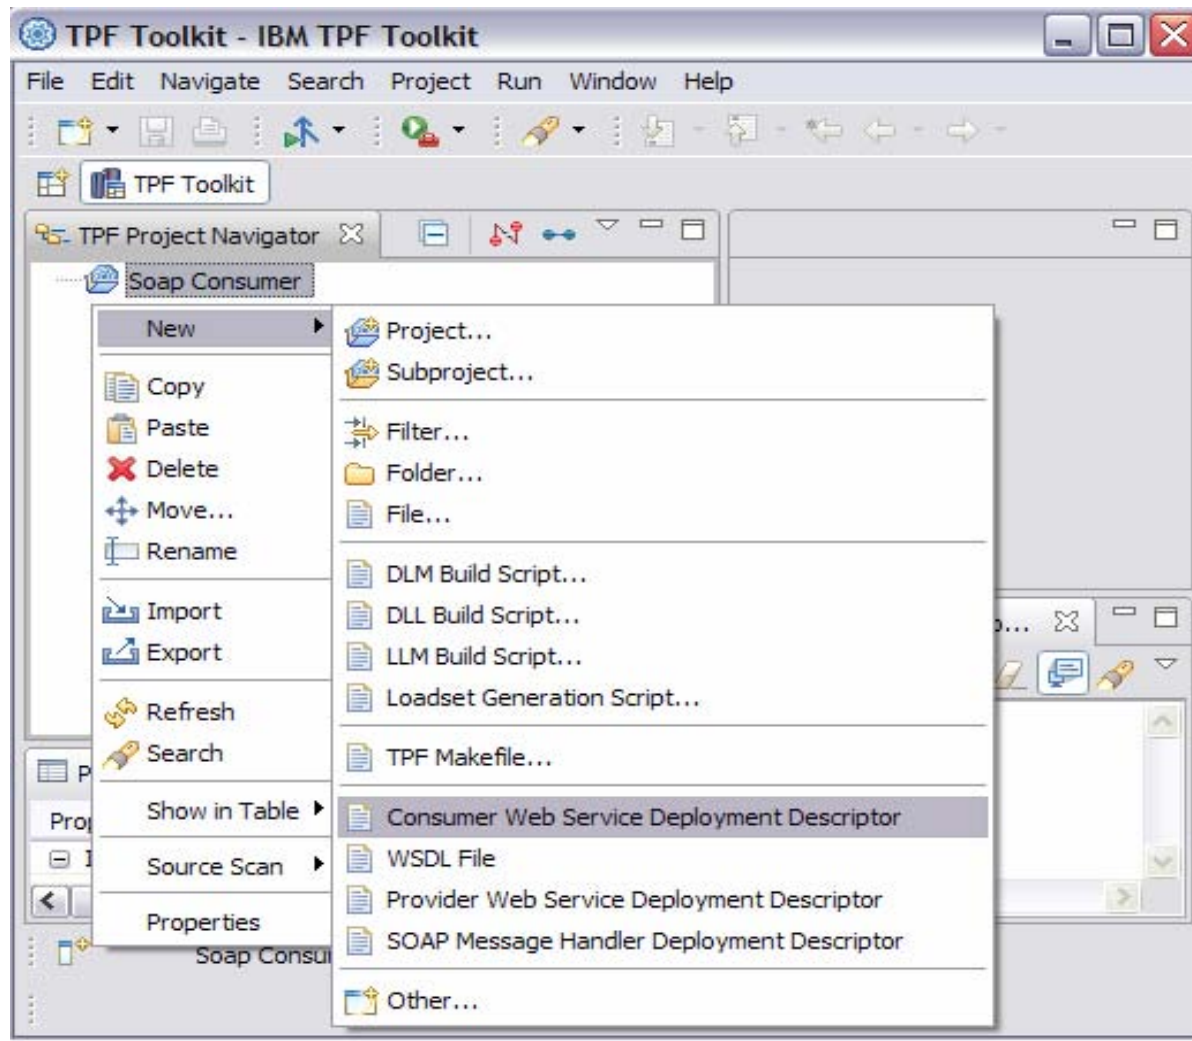 TPF Toolkit - IBM TPF Toolkit
File Edit Navigate Search Project Run Window Help
TPF Toolkit
TPF Project Navigator
Soap Consumer
New
Copy
Paste
Delete
Move...
Rename
Import
Export
Refresh
Search
Show in Table
Source Scan
Properties
Project...
Subproject...
Filter...
Folder...
File...
DLM Build Script...
DLL Build Script...
LLM Build Script...
Loadset Generation Script...
TPF Makefile...
Consumer Web Service Deployment Descriptor
WSDL File
Provider Web Service Deployment Descriptor
SOAP Message Handler Deployment Descriptor
Other...
Soap Consu